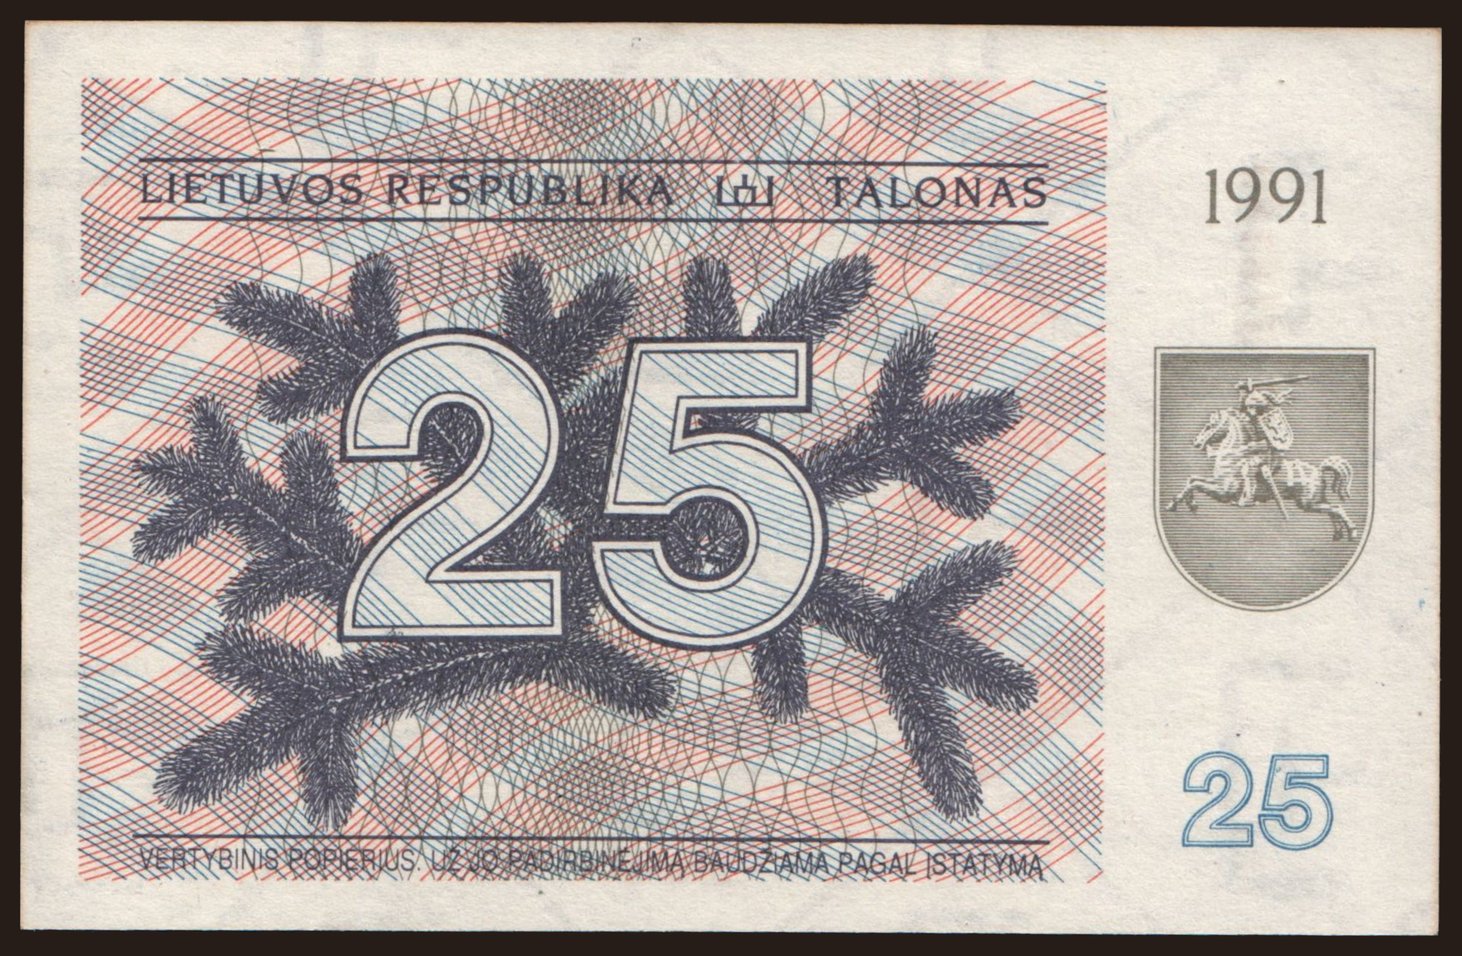 LIETUVOS RESPUBLIKA TALONAS
1991
25
25
VERTYBINIS POPIERIUS. UŽ JO PADIRBINĖJIMĄ BAUDŽIAMA PAGAL ĮSTATYMĄ